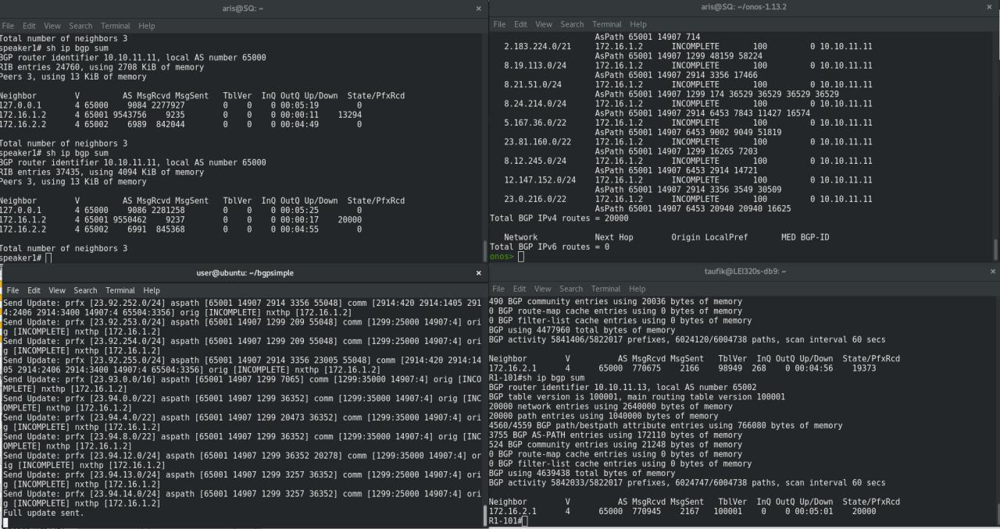 aris@SQ: ~
File Edit View Search Terminal Help
Total number of neighbors 3
speaker1# sh ip bgp sum
BGP router identifier 10.10.11.11, local AS number 65000
RIB entries 24760, using 2708 KiB of memory
Peers 3, using 13 KiB of memory
Neighbor V AS MsgRcvd MsgSent TblVer InQ OutQ Up/Down State/PfxRcd
127.0.0.1 4 65000 9084 2277927 0 0 0 00:05:19 0
172.16.1.2 4 65001 9543756 9235 0 0 0 00:00:11 13294
172.16.2.2 4 65002 6989 842044 0 0 0 00:04:49 0
Total number of neighbors 3
speaker1# sh ip bgp sum
BGP router identifier 10.10.11.11, local AS number 65000
RIB entries 37435, using 4094 KiB of memory
Peers 3, using 13 KiB of memory
Neighbor V AS MsgRcvd MsgSent TblVer InQ OutQ Up/Down State/PfxRcd
127.0.0.1 4 65000 9086 2281258 0 0 0 00:05:25 0
172.16.1.2 4 65001 9550462 9237 0 0 0 00:00:17 20000
172.16.2.2 4 65002 6991 845368 0 0 0 00:04:55 0
Total number of neighbors 3
speaker1#
aris@SQ: ~/onos-1.13.2
File Edit View Search Terminal Help
AsPath 65001 14907 714
2.183.224.0/21 172.16.1.2 INCOMPLETE 100 0 10.10.11.11
AsPath 65001 14907 1299 48159 58224
8.19.113.0/24 172.16.1.2 INCOMPLETE 100 0 10.10.11.11
AsPath 65001 14907 2914 3356 17466
8.21.51.0/24 172.16.1.2 INCOMPLETE 100 0 10.10.11.11
AsPath 65001 14907 1299 174 36529 36529 36529 36529
8.24.214.0/24 172.16.1.2 INCOMPLETE 100 0 10.10.11.11
AsPath 65001 14907 2914 6453 7843 11427 16574
5.167.36.0/22 172.16.1.2 INCOMPLETE 100 0 10.10.11.11
AsPath 65001 14907 6453 9002 9049 51819
23.81.160.0/22 172.16.1.2 INCOMPLETE 100 0 10.10.11.11
AsPath 65001 14907 1299 16265 7203
8.12.245.0/24 172.16.1.2 INCOMPLETE 100 0 10.10.11.11
AsPath 65001 14907 6453 2914 14721
12.147.152.0/24 172.16.1.2 INCOMPLETE 100 0 10.10.11.11
AsPath 65001 14907 2914 3356 3549 30509
23.0.216.0/22 172.16.1.2 INCOMPLETE 100 0 10.10.11.11
AsPath 65001 14907 6453 20940 20940 16625
Total BGP IPv4 routes = 20000
Network Next Hop Origin LocalPref MED BGP-ID
Total BGP IPv6 routes = 0
onos>
user@ubuntu: ~/bgpsimple
File Edit View Search Terminal Help
Send Update: prfx [23.92.252.0/24] aspath [65001 14907 2914 3356 55048] comm [2914:420 2914:1405 291
4:2406 2914:3400 14907:4 65504:3356] orig [INCOMPLETE] nxthp [172.16.1.2]
Send Update: prfx [23.92.253.0/24] aspath [65001 14907 1299 209 55048] comm [1299:25000 14907:4] ori
g [INCOMPLETE] nxthp [172.16.1.2]
Send Update: prfx [23.92.254.0/24] aspath [65001 14907 1299 209 55048] comm [1299:25000 14907:4] ori
g [INCOMPLETE] nxthp [172.16.1.2]
Send Update: prfx [23.92.255.0/24] aspath [65001 14907 2914 3356 23005 55048] comm [2914:420 2914:14
05 2914:2406 2914:3400 14907:4 65504:3356] orig [INCOMPLETE] nxthp [172.16.1.2]
Send Update: prfx [23.93.0.0/16] aspath [65001 14907 1299 7065] comm [1299:35000 14907:4] orig [INCO
MPLETE] nxthp [172.16.1.2]
Send Update: prfx [23.94.0.0/22] aspath [65001 14907 1299 36352] comm [1299:35000 14907:4] orig [INC
OMPLETE] nxthp [172.16.1.2]
Send Update: prfx [23.94.4.0/22] aspath [65001 14907 1299 20473 36352] comm [1299:35000 14907:4] ori
g [INCOMPLETE] nxthp [172.16.1.2]
Send Update: prfx [23.94.8.0/22] aspath [65001 14907 1299 36352] comm [1299:35000 14907:4] orig [INC
OMPLETE] nxthp [172.16.1.2]
Send Update: prfx [23.94.12.0/24] aspath [65001 14907 1299 36352 20278] comm [1299:35000 14907:4] or
ig [INCOMPLETE] nxthp [172.16.1.2]
Send Update: prfx [23.94.13.0/24] aspath [65001 14907 1299 3257 36352] comm [1299:25000 14907:4] ori
g [INCOMPLETE] nxthp [172.16.1.2]
Send Update: prfx [23.94.14.0/24] aspath [65001 14907 1299 3257 36352] comm [1299:25000 14907:4] ori
g [INCOMPLETE] nxthp [172.16.1.2]
Full update sent.
taufik@LEI320s-db9: ~
File Edit View Search Terminal Help
490 BGP community entries using 20036 bytes of memory
0 BGP route-map cache entries using 0 bytes of memory
0 BGP filter-list cache entries using 0 bytes of memory
BGP using 4477960 total bytes of memory
BGP activity 5841406/5822017 prefixes, 6024120/6004738 paths, scan interval 60 secs
Neighbor V AS MsgRcvd MsgSent TblVer InQ OutQ Up/Down State/PfxRcd
172.16.2.1 4 65000 770675 2166 98949 268 0 00:04:56 19373
R1-101#sh ip bgp sum
BGP router identifier 10.10.11.13, local AS number 65002
BGP table version is 100001, main routing table version 100001
20000 network entries using 2640000 bytes of memory
20000 path entries using 1040000 bytes of memory
4560/4559 BGP path/bestpath attribute entries using 766080 bytes of memory
3755 BGP AS-PATH entries using 172110 bytes of memory
524 BGP community entries using 21248 bytes of memory
0 BGP route-map cache entries using 0 bytes of memory
0 BGP filter-list cache entries using 0 bytes of memory
BGP using 4639438 total bytes of memory
BGP activity 5842033/5822017 prefixes, 6024747/6004738 paths, scan interval 60 secs
Neighbor V AS MsgRcvd MsgSent TblVer InQ OutQ Up/Down State/PfxRcd
172.16.2.1 4 65000 770945 2167 100001 0 0 00:05:01 20000
R1-101#